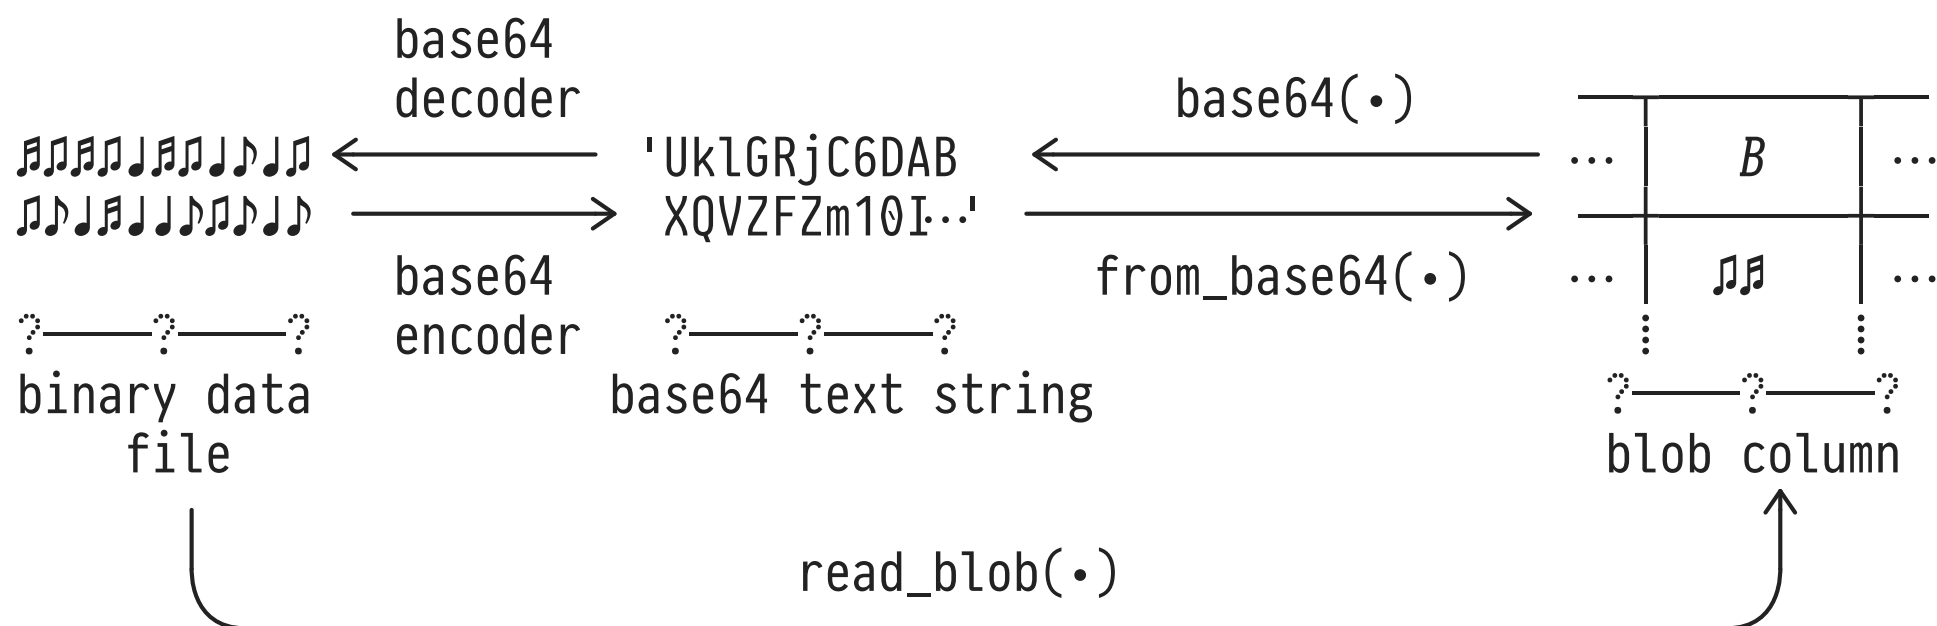 base64
decoder
base64(•)
♬♫♬♫♩♬♫♩♪♩♫
'UklGRjC6DAB
… B …
♫♪♩♬♩♩♪♫♪♩♪
XQVZFZm10I…'
base64
encoder
from_base64(•)
… ♫♬ …
binary data
file
base64 text string
blob column
read_blob(•)